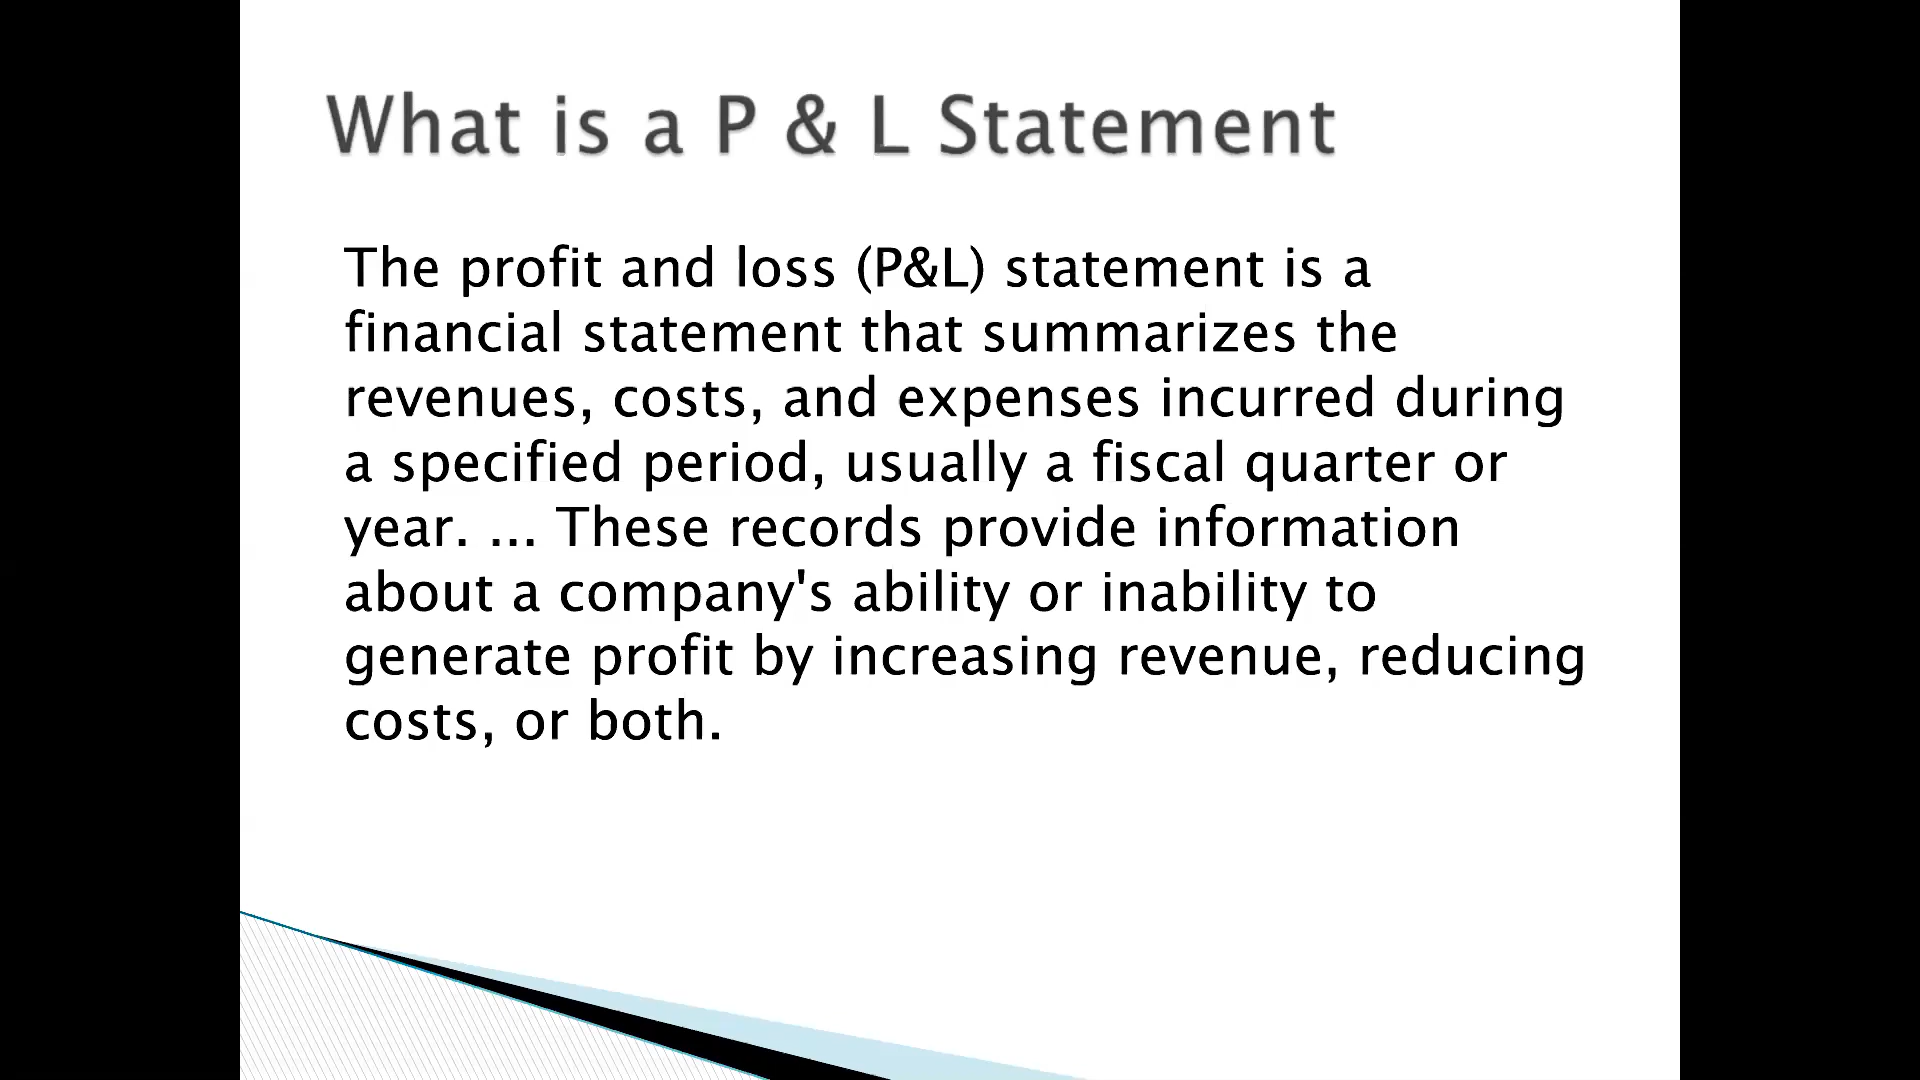 What is a P & L Statement
The profit and loss (P&L) statement is a
financial statement that summarizes the
revenues, costs, and expenses incurred during
a specified period, usually a fiscal quarter or
year. ... These records provide information
about a company's ability or inability to
generate profit by increasing revenue, reducing
costs, or both.